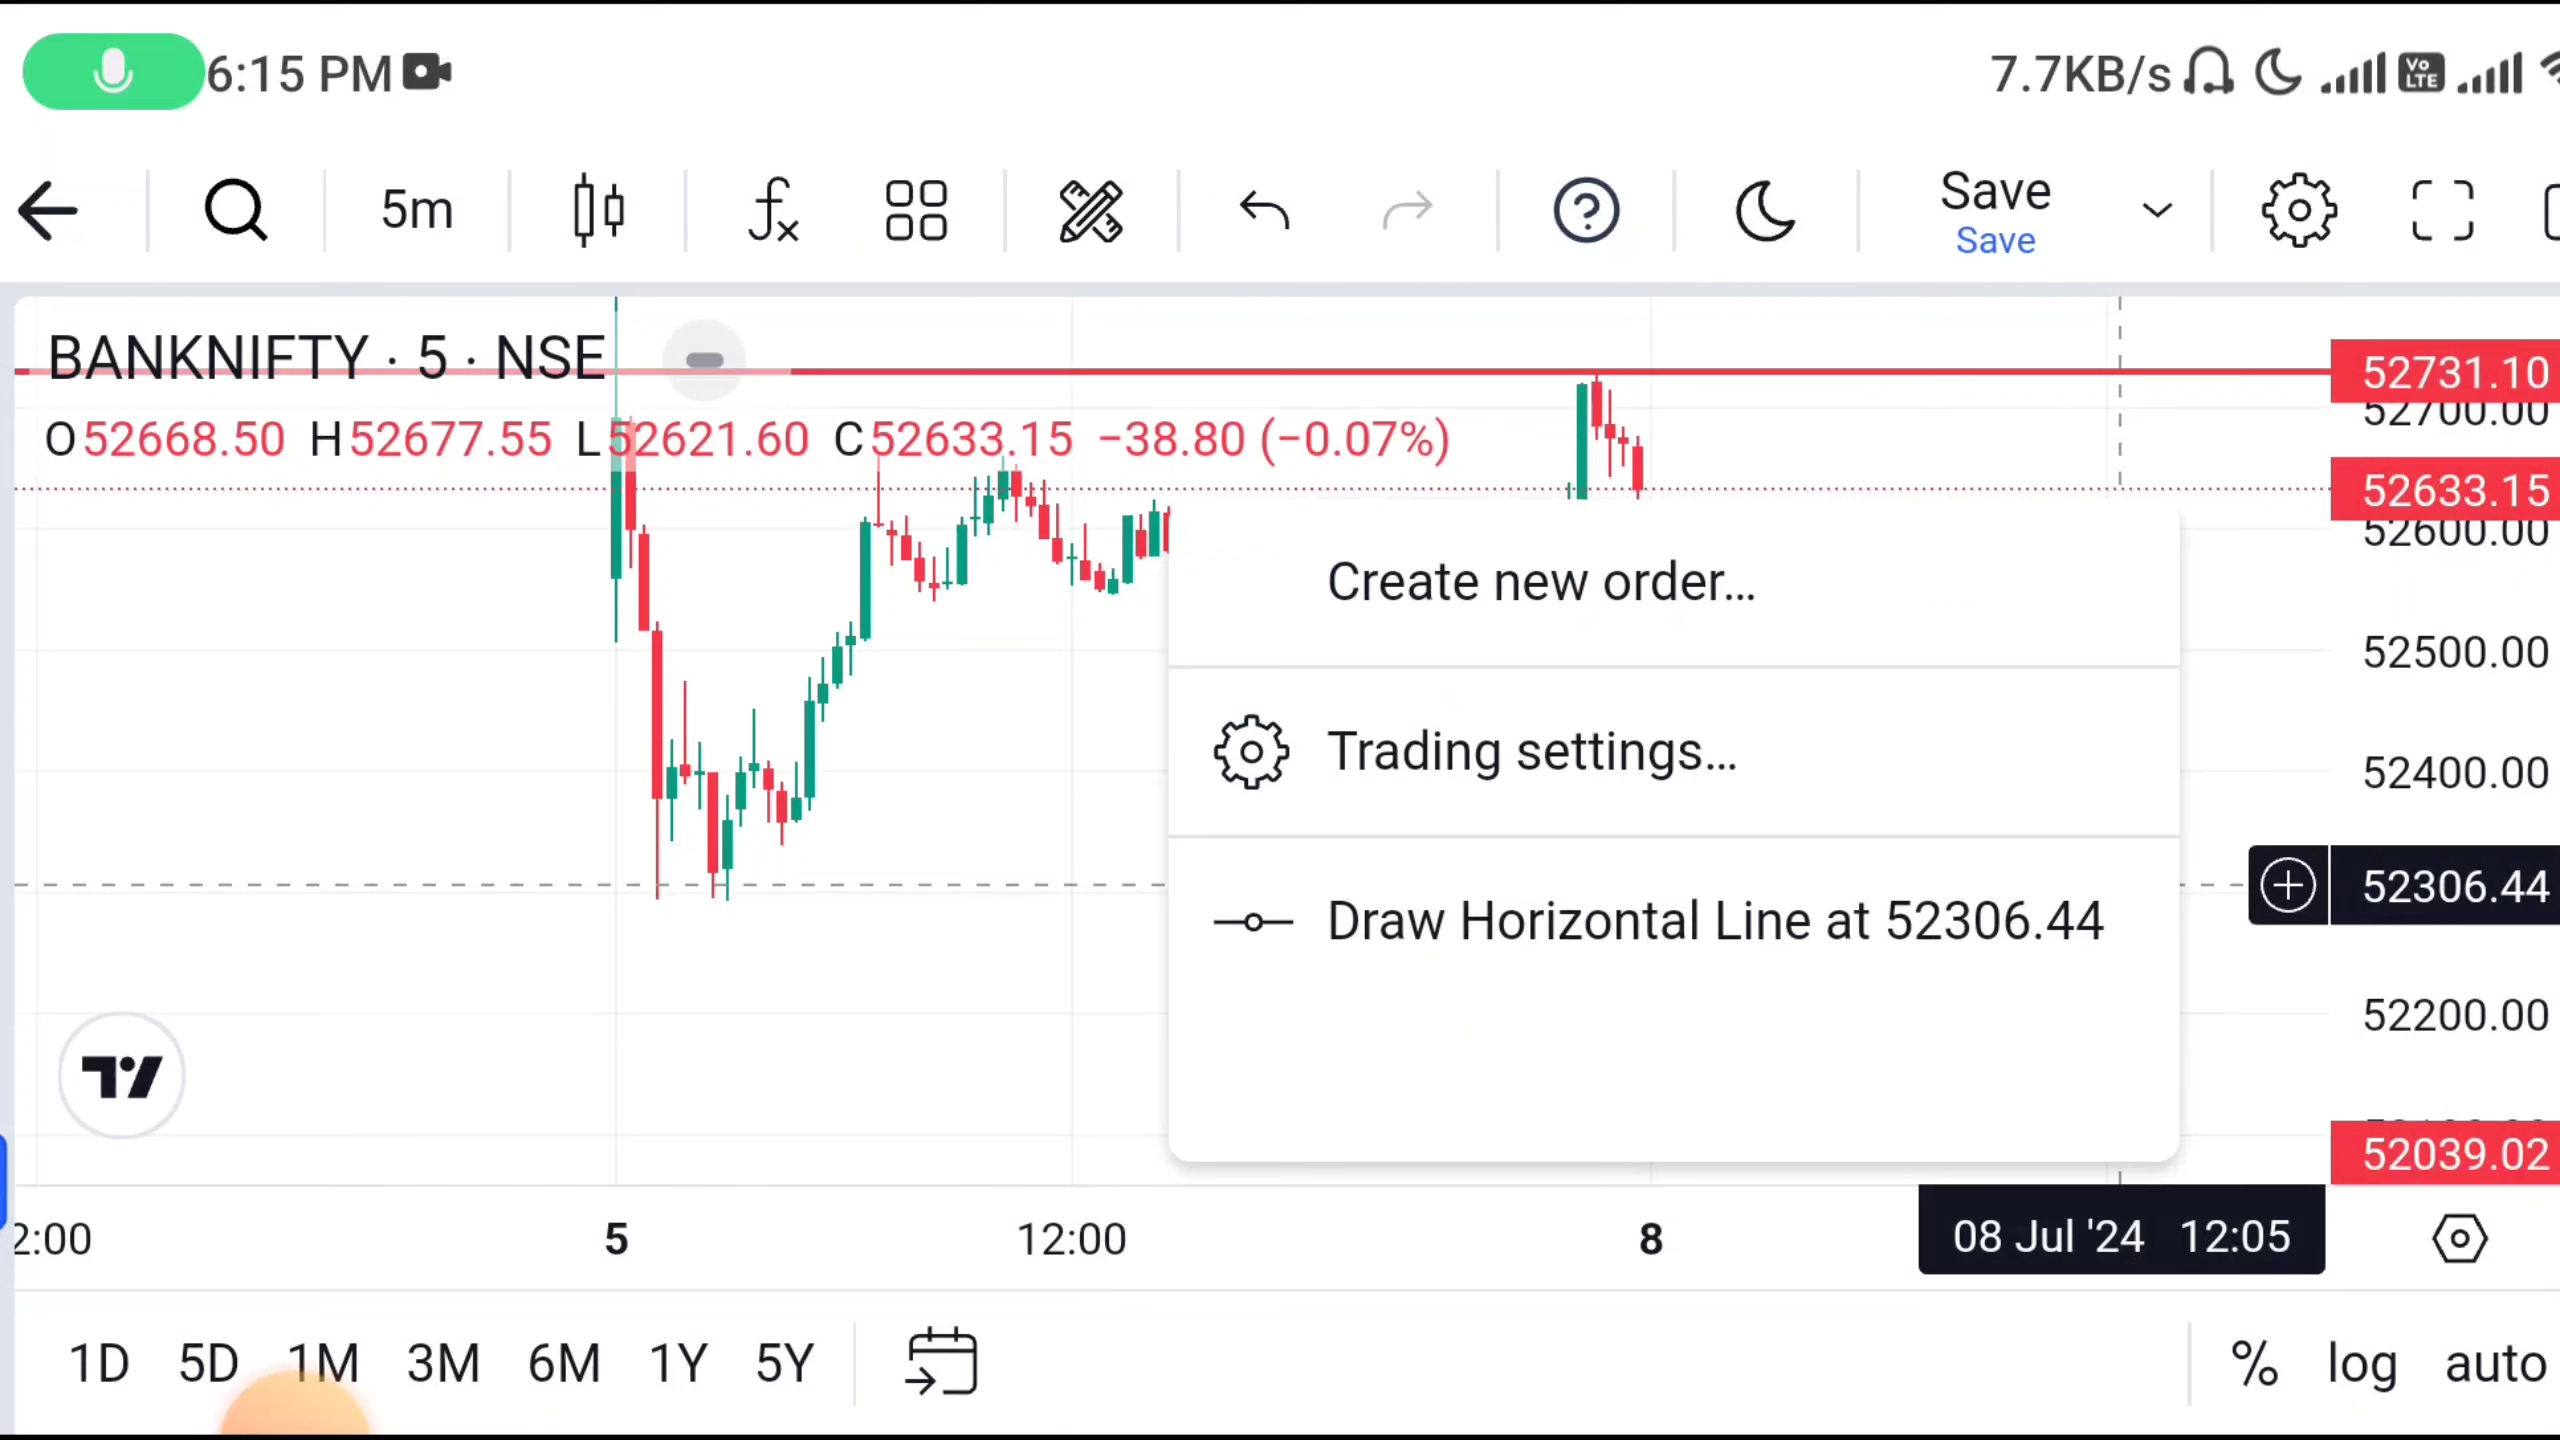 6:15 PM
7.7KB/s
Vo LTE
5m
Save
Save
BANKNIFTY · 5 · NSE
O52668.50 H52677.55 L52621.60 C52633.15 −38.80 (−0.07%)
52731.10
52700.00
52633.15
52600.00
Create new order...
52500.00
Trading settings...
52400.00
52306.44
Draw Horizontal Line at 52306.44
52200.00
52039.02
2:00
5
12:00
8
08 Jul '24 12:05
1D 5D 1M 3M 6M 1Y 5Y
% log auto